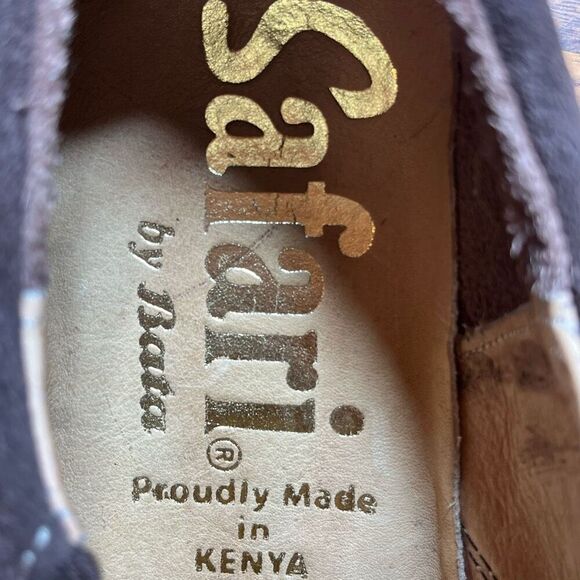 Safari®
by Bata
Proudly Made
in
KENYA